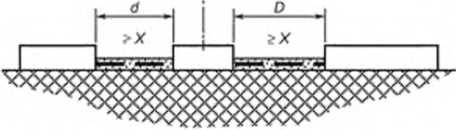 d D
≥ X ≥ X